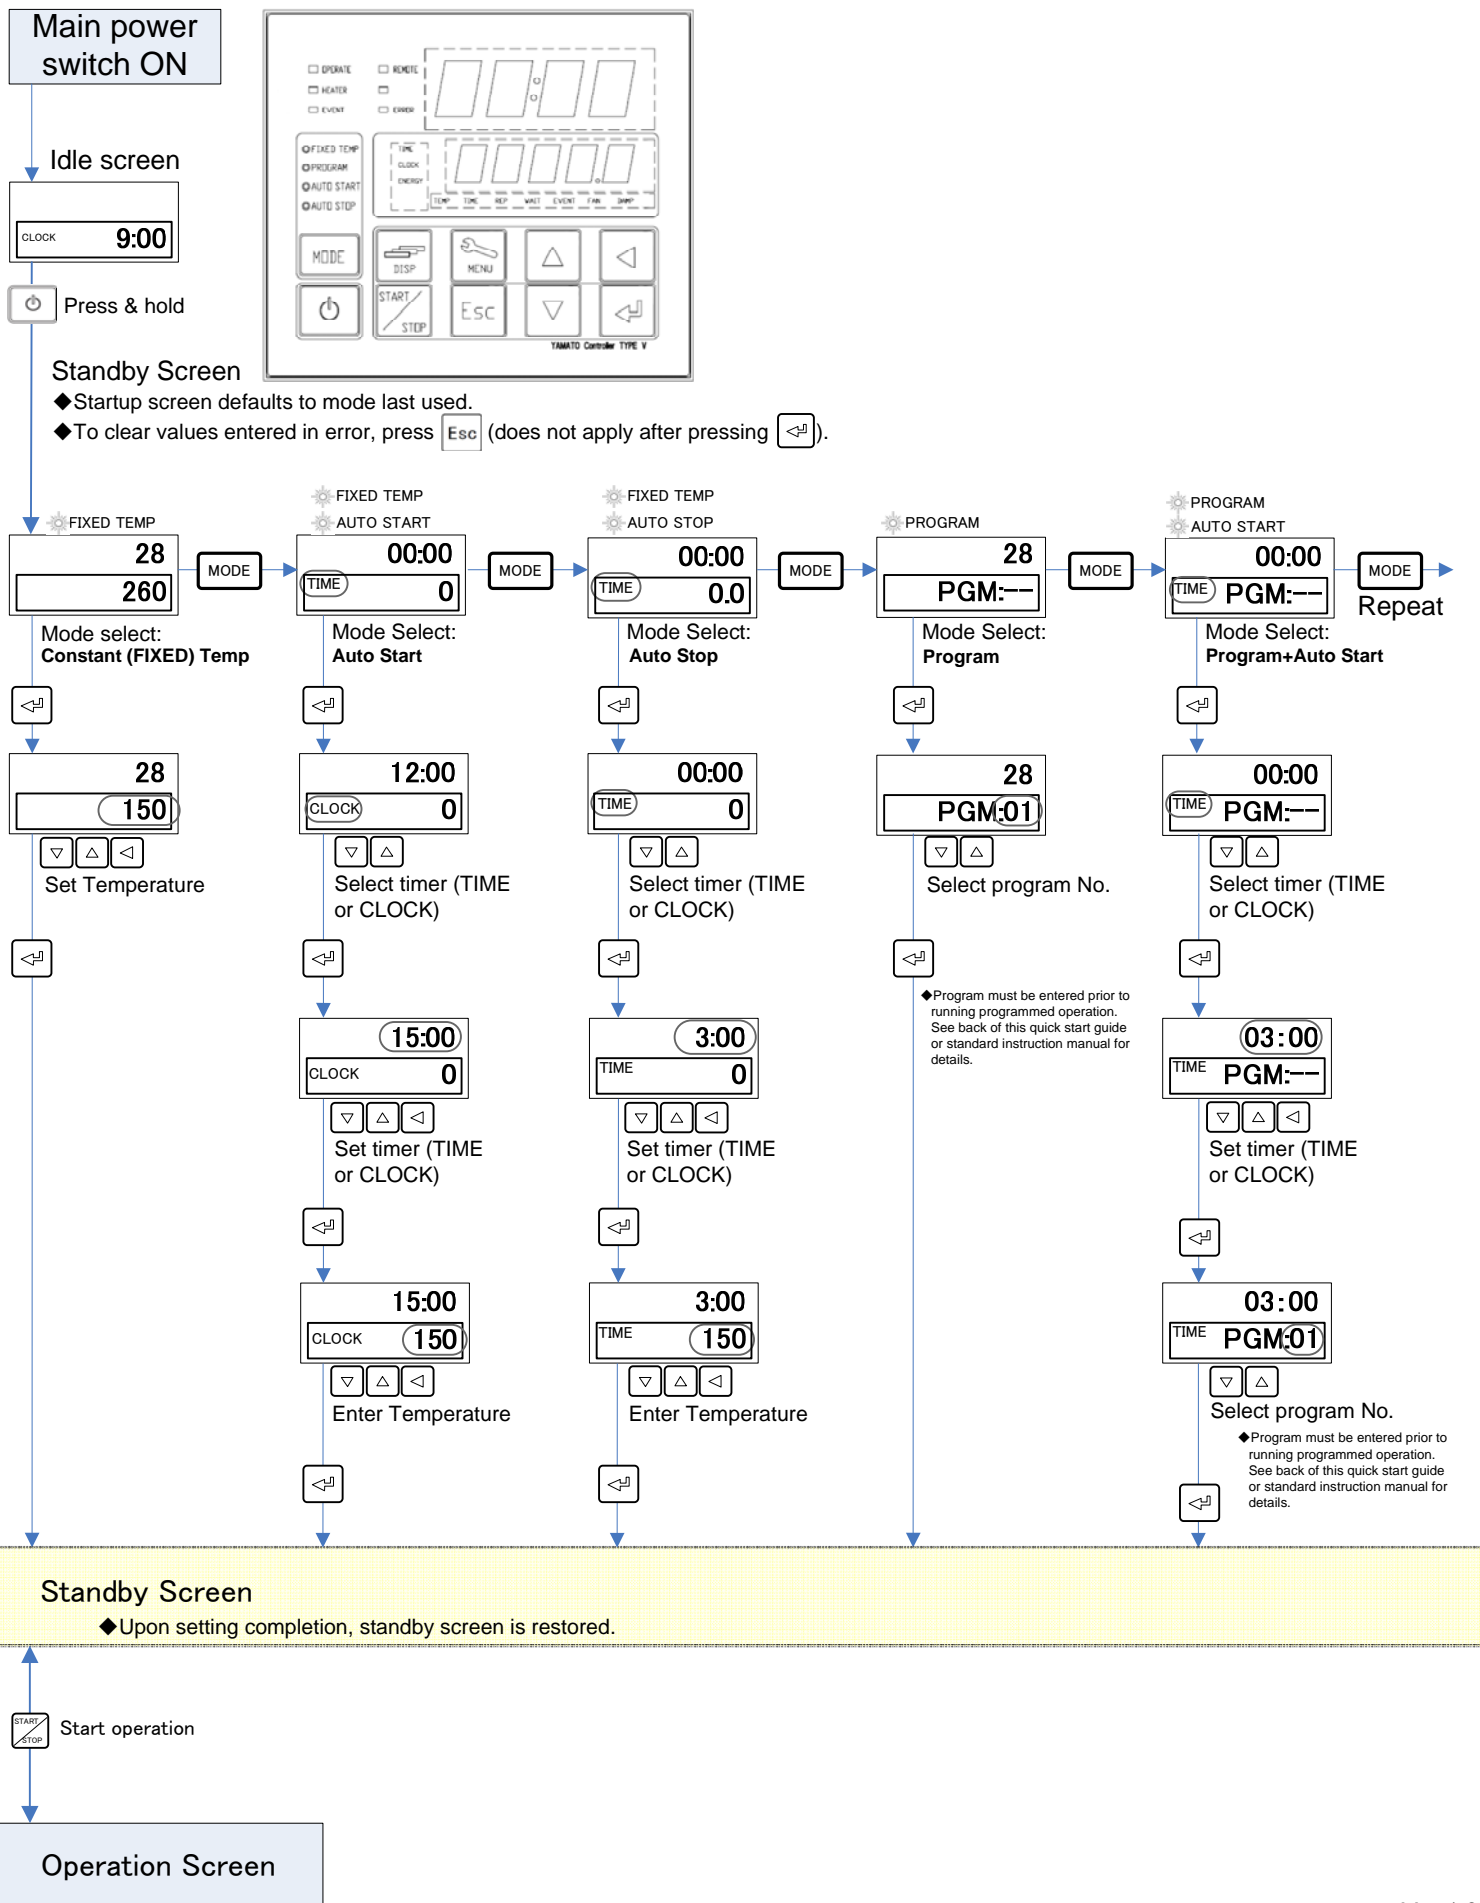 Main power
switch ON
OPERATE
REMOTE
HEATER
EVENT
ERROR
FIXED TEMP
PROGRAM
AUTO START
AUTO STOP
TIME
CLOCK
ENERGY
TEMP TIME REP WAIT EVENT FAN DAMP
MODE
DISP
MENU
START/STOP
Esc
YAMATO Controller TYPE V
Idle screen
CLOCK 9:00
Press & hold
Standby Screen
◆Startup screen defaults to mode last used.
◆To clear values entered in error, press Esc (does not apply after pressing ).
FIXED TEMP
28
260
Mode select:
Constant (FIXED) Temp
28
150
Set Temperature
MODE
FIXED TEMP
AUTO START
00:00
TIME 0
Mode Select:
Auto Start
12:00
CLOCK 0
Select timer (TIME
or CLOCK)
15:00
CLOCK 0
Set timer (TIME
or CLOCK)
15:00
CLOCK 150
Enter Temperature
MODE
FIXED TEMP
AUTO STOP
00:00
TIME 0.0
Mode Select:
Auto Stop
00:00
TIME 0
Select timer (TIME
or CLOCK)
3:00
TIME 0
Set timer (TIME
or CLOCK)
3:00
TIME 150
Enter Temperature
MODE
PROGRAM
28
PGM:--
Mode Select:
Program
28
PGM:01
Select program No.
◆Program must be entered prior to
running programmed operation.
See back of this quick start guide
or standard instruction manual for
details.
MODE
PROGRAM
AUTO START
00:00
TIME PGM:--
Mode Select:
Program+Auto Start
00:00
TIME PGM:--
Select timer (TIME
or CLOCK)
03:00
TIME PGM:--
Set timer (TIME
or CLOCK)
03:00
TIME PGM:01
Select program No.
◆Program must be entered prior to
running programmed operation.
See back of this quick start guide
or standard instruction manual for
details.
MODE
Repeat
Standby Screen
◆Upon setting completion, standby screen is restored.
START
STOP
Start operation
Operation Screen